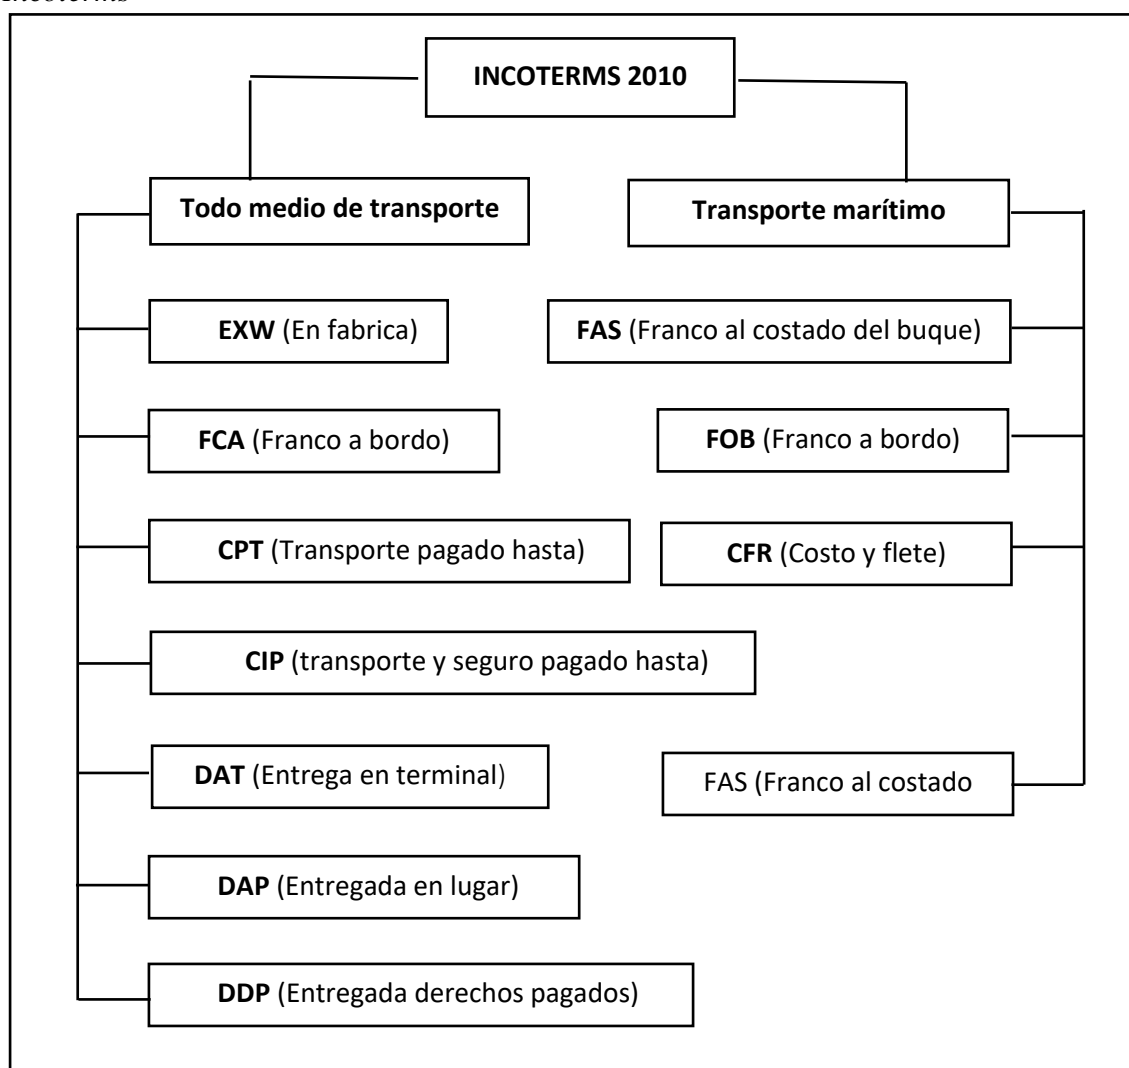 Incoterms
INCOTERMS 2010
Todo medio de transporte
Transporte marítimo
EXW (En fabrica)
FAS (Franco al costado del buque)
FCA (Franco a bordo)
FOB (Franco a bordo)
CPT (Transporte pagado hasta)
CFR (Costo y flete)
CIP (transporte y seguro pagado hasta)
DAT (Entrega en terminal)
FAS (Franco al costado
DAP (Entregada en lugar)
DDP (Entregada derechos pagados)